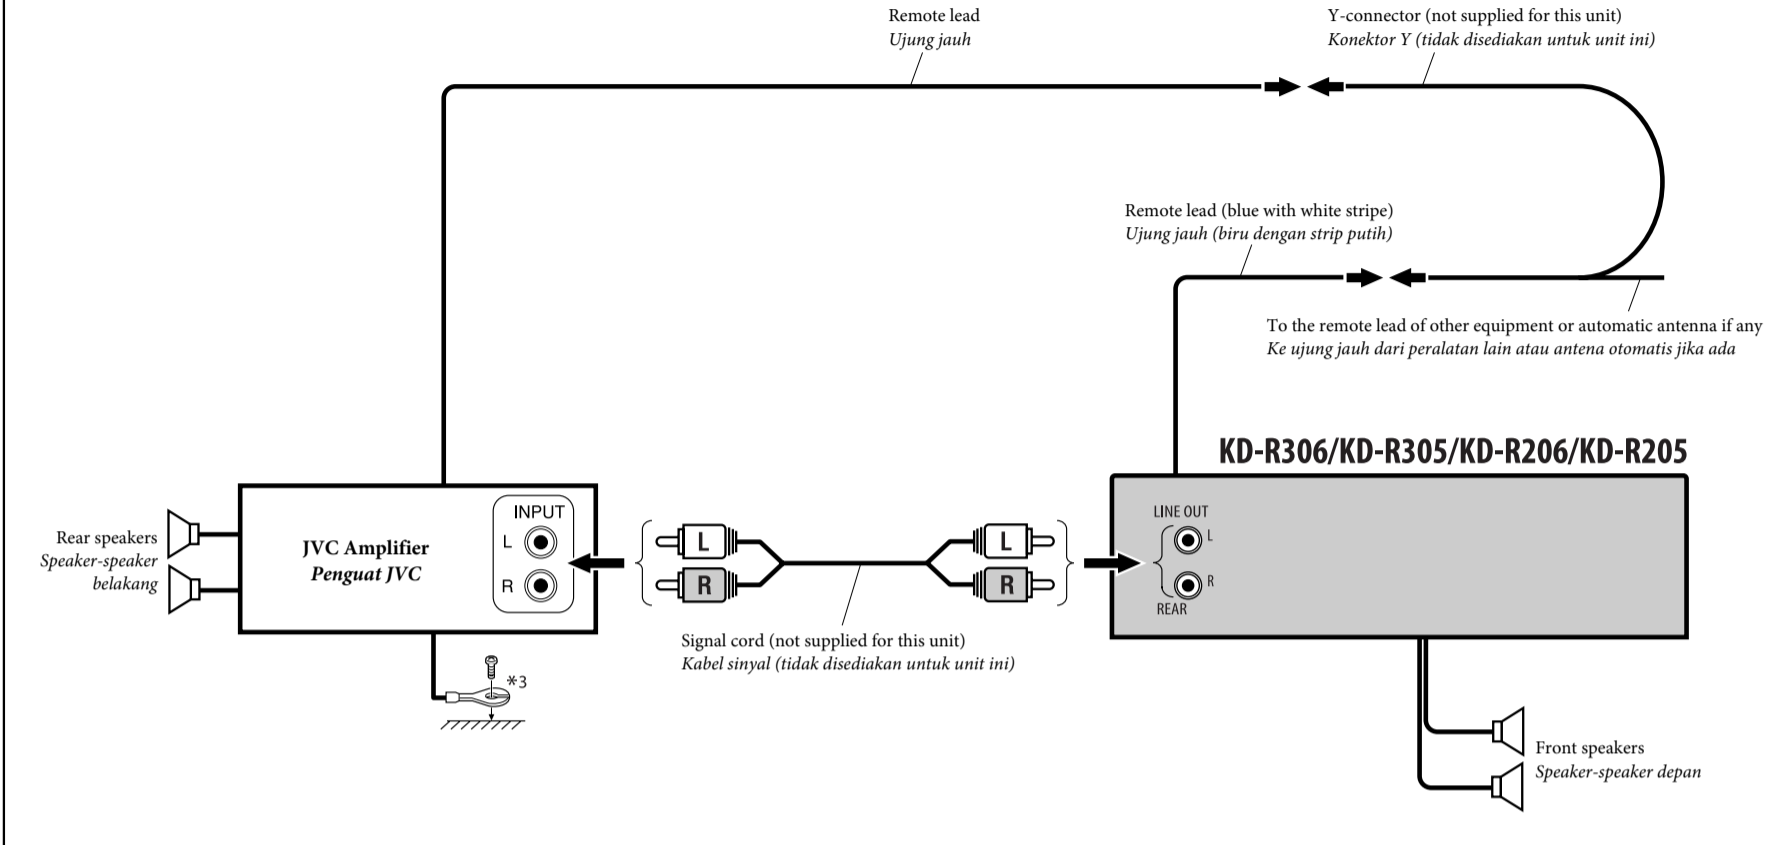 Remote lead
Ujung jauh
Y-connector (not supplied for this unit)
Konektor Y (tidak disediakan untuk unit ini)
Remote lead (blue with white stripe)
Ujung jauh (biru dengan strip putih)
To the remote lead of other equipment or automatic antenna if any
Ke ujung jauh dari peralatan lain atau antena otomatis jika ada
KD-R306/KD-R305/KD-R206/KD-R205
Rear speakers
Speaker-speaker
belakang
JVC Amplifier
Penguat JVC
INPUT
L
R
L
R
L
R
LINE OUT
L
R
REAR
Signal cord (not supplied for this unit)
Kabel sinyal (tidak disediakan untuk unit ini)
*3
Front speakers
Speaker-speaker depan